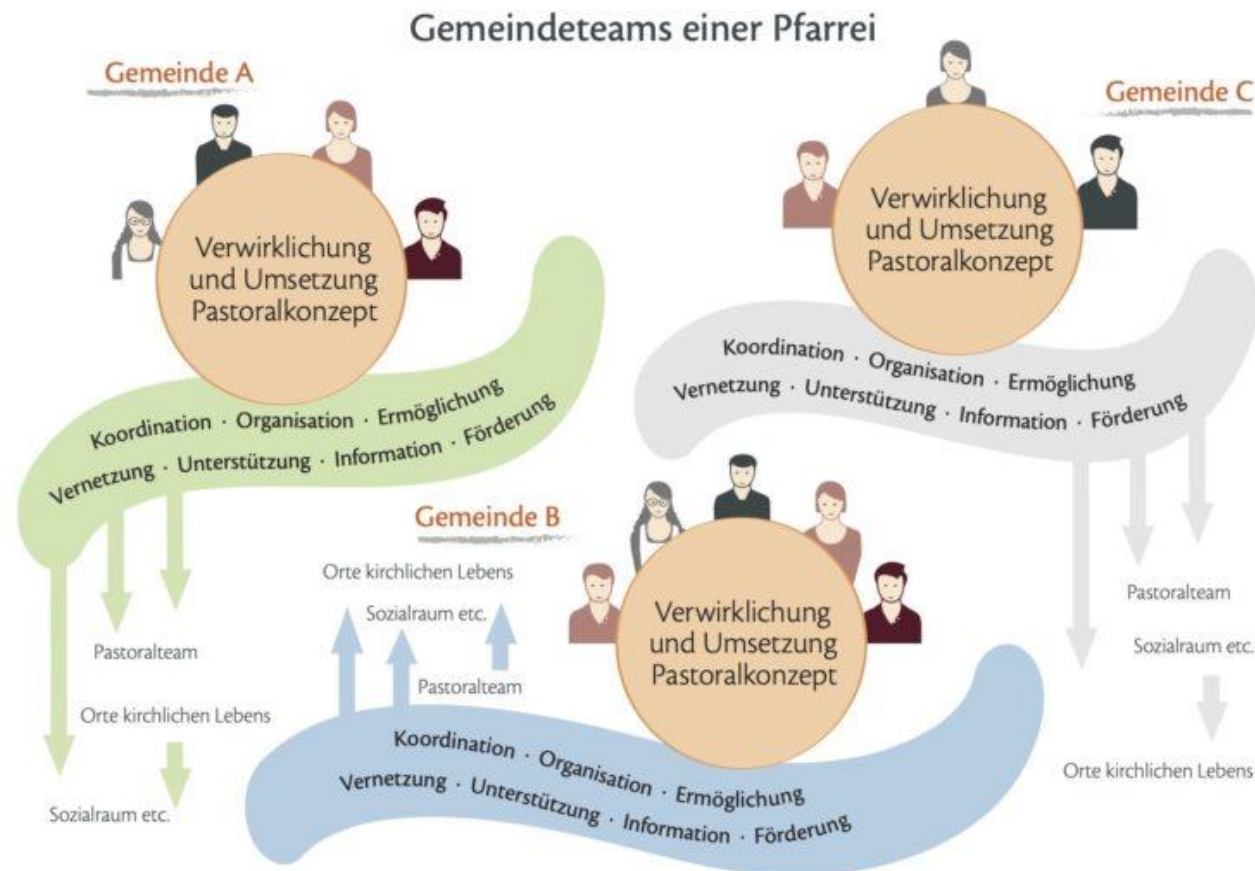 Gemeindeteams einer Pfarrei
Gemeinde A
Verwirklichung
und Umsetzung
Pastoralkonzept
Koordination · Organisation · Ermöglichung
Vernetzung · Unterstützung · Information · Förderung
Pastoralteam
Orte kirchlichen Lebens
Sozialraum etc.
Gemeinde B
Verwirklichung
und Umsetzung
Pastoralkonzept
Orte kirchlichen Lebens
Sozialraum etc.
Pastoralteam
Koordination · Organisation · Ermöglichung
Vernetzung · Unterstützung · Information · Förderung
Gemeinde C
Verwirklichung
und Umsetzung
Pastoralkonzept
Koordination · Organisation · Ermöglichung
Vernetzung · Unterstützung · Information · Förderung
Pastoralteam
Sozialraum etc.
Orte kirchlichen Lebens